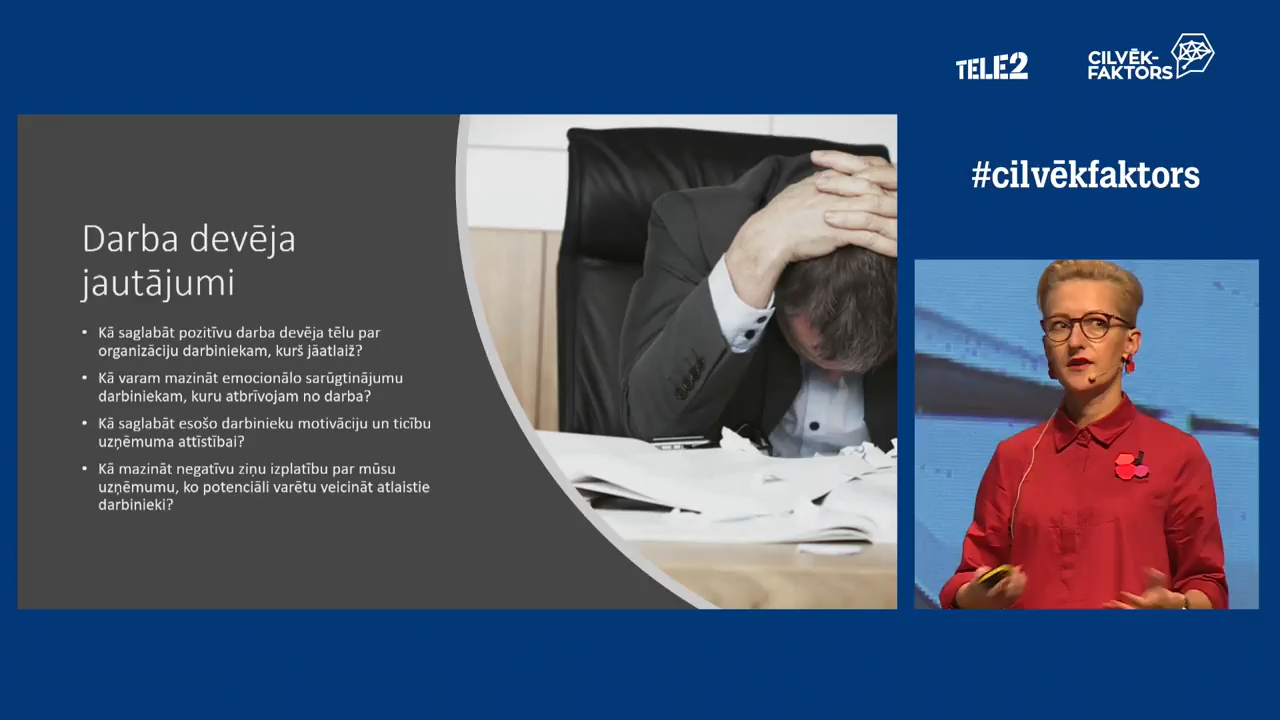 TELE2
CILVĒK-
FAKTORS
#cilvēkfaktors
Darba devēja
jautājumi
• Kā saglabāt pozitīvu darba devēja tēlu par
organizāciju darbiniekam, kurš jāatlaiž?
• Kā varam mazināt emocionālo sarūgtinājumu
darbiniekam, kuru atbrīvojam no darba?
• Kā saglabāt esošo darbinieku motivāciju un ticību
uzņēmuma attīstībai?
• Kā mazināt negatīvu ziņu izplatību par mūsu
uzņēmumu, ko potenciāli varētu veicināt atlaistie
darbinieki?